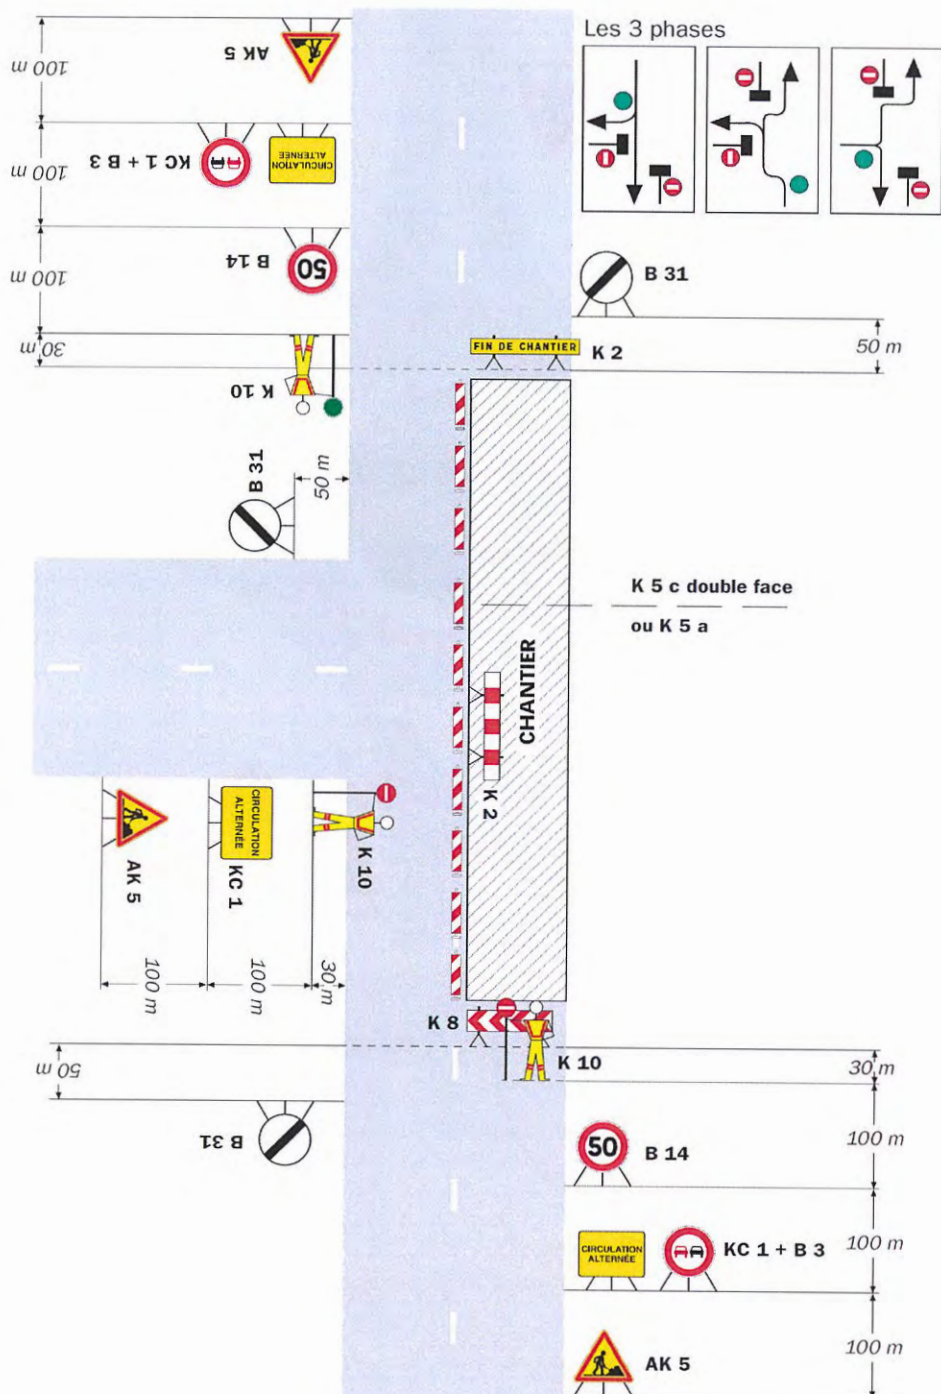 Les 3 phases
100 m
AK 5
100 m
KC 1 + B 3
CIRCULATION
ALTERNÉE
100 m
B 14
50
30 m
K 10
B 31
50 m
B 31
FIN DE CHANTIER
K 2
50 m
K 5 c double face
ou K 5 a
CHANTIER
K 2
AK 5
CIRCULATION
ALTERNÉE
KC 1
K 10
100 m
100 m
30 m
K 8
K 10
50 m
B 31
30 m
50
B 14
100 m
CIRCULATION
ALTERNÉE
KC 1 + B 3
100 m
AK 5
100 m